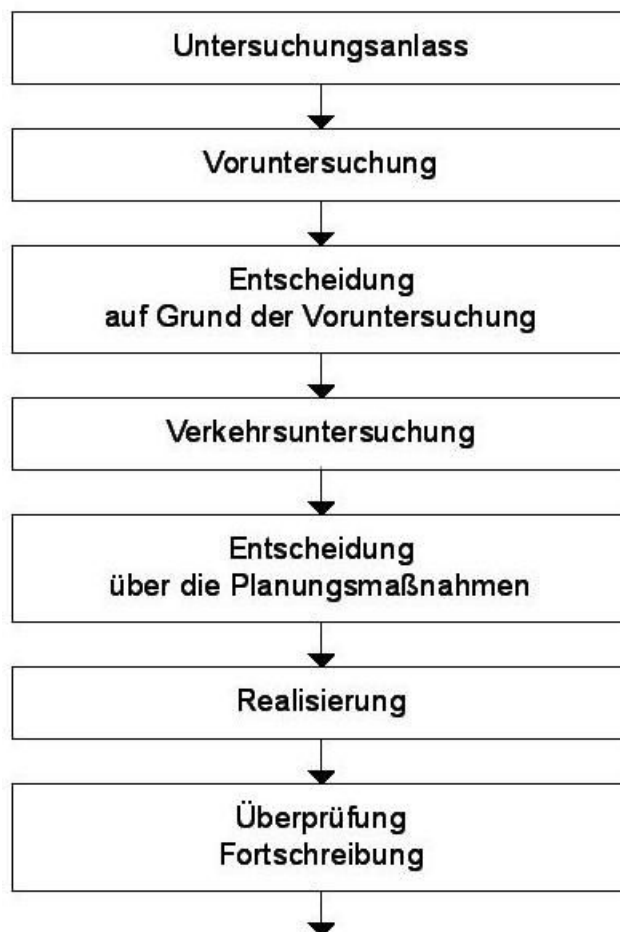 Untersuchungsanlass
Voruntersuchung
Entscheidung
auf Grund der Voruntersuchung
Verkehrsuntersuchung
Entscheidung
über die Planungsmaßnahmen
Realisierung
Überprüfung
Fortschreibung